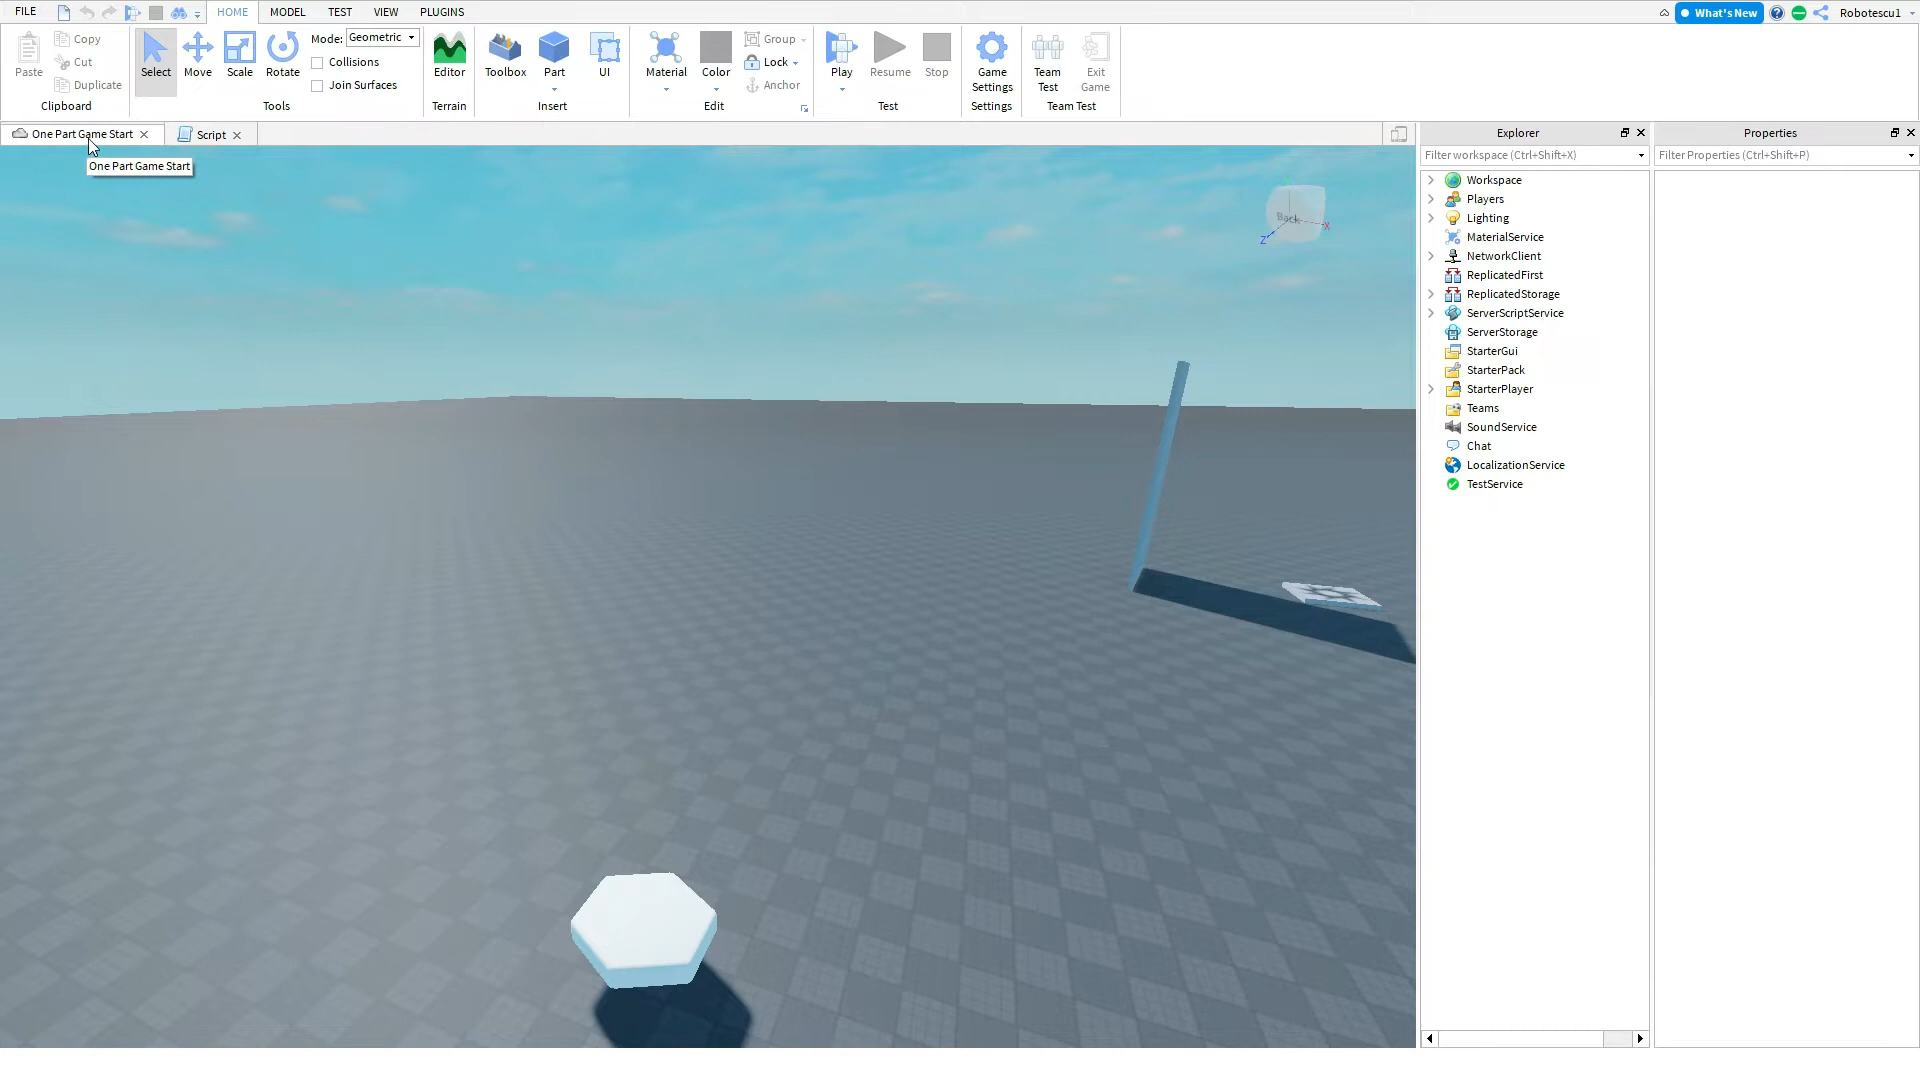 FILE
HOME
MODEL
TEST
VIEW
PLUGINS
What's New
Robotescu1
Paste
Copy
Cut
Duplicate
Clipboard
Select
Move
Scale
Rotate
Mode: Geometric
Collisions
Join Surfaces
Tools
Editor
Terrain
Toolbox
Part
UI
Insert
Material
Color
Group
Lock
Anchor
Edit
Play
Resume
Stop
Test
Game
Settings
Settings
Team
Test
Exit
Game
Team Test
One Part Game Start
Script
One Part Game Start
Back
X
Z
Explorer
Filter workspace (Ctrl+Shift+X)
Workspace
Players
Lighting
MaterialService
NetworkClient
ReplicatedFirst
ReplicatedStorage
ServerScriptService
ServerStorage
StarterGui
StarterPack
StarterPlayer
Teams
SoundService
Chat
LocalizationService
TestService
Properties
Filter Properties (Ctrl+Shift+P)